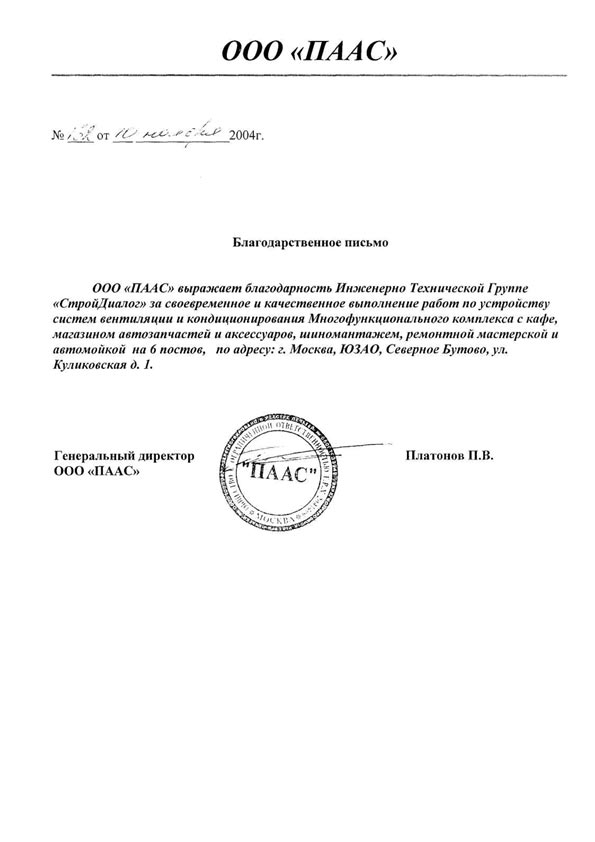 ООО «ПААС»
№ 132 от 10 ноября 2004г.
Благодарственное письмо
ООО «ПААС» выражает благодарность Инженерно Технической Группе
«СтройДиалог» за своевременное и качественное выполнение работ по устройству
систем вентиляции и кондиционирования Многофункционального комплекса с кафе,
магазином автозапчастей и аксессуаров, шиномантажем, ремонтной мастерской и
автомойкой на 6 постов, по адресу: г. Москва, ЮЗАО, Северное Бутово, ул.
Куликовская д. 1.
Генеральный директор Платонов П.В.
ООО «ПААС»
ОБЩЕСТВО С ОГРАНИЧЕННОЙ ОТВЕТСТВЕННОСТЬЮ
"ПААС"
МОСКВА